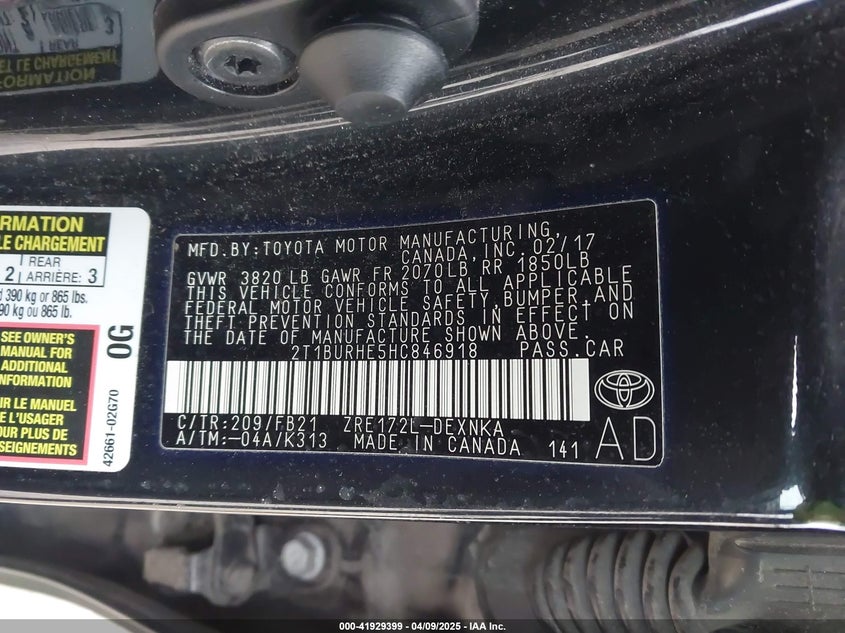 RMATION
LE CHARGEMENT
2 | REAR
ARRIÈRE: 3
390 kg or 865 lbs.
90 kg ou 865 lb.
SEE OWNER'S
MANUAL FOR
ADDITIONAL
INFORMATION
R LE MANUEL
L'USAGER
R PLUS DE
SEIGNEMENTS
0G
42661-02G70
MFD.BY:TOYOTA MOTOR MANUFACTURING,
CANADA,INC. 02/17
GVWR 3820 LB GAWR FR 2070LB,RR 1850LB
THIS VEHICLE CONFORMS TO ALL APPLICABLE
FEDERAL MOTOR VEHICLE SAFETY,BUMPER,AND
THEFT PREVENTION STANDARDS IN EFFECT ON
THE DATE OF MANUFACTURE SHOWN ABOVE.
2T1BURHE5HC846918 PASS.CAR
C/TR:209/FB21 ZRE172L-DEXNKA
A/TM:-04A/K313 MADE IN CANADA 141
AD
000-41929399 - 04/09/2025 - IAA Inc.